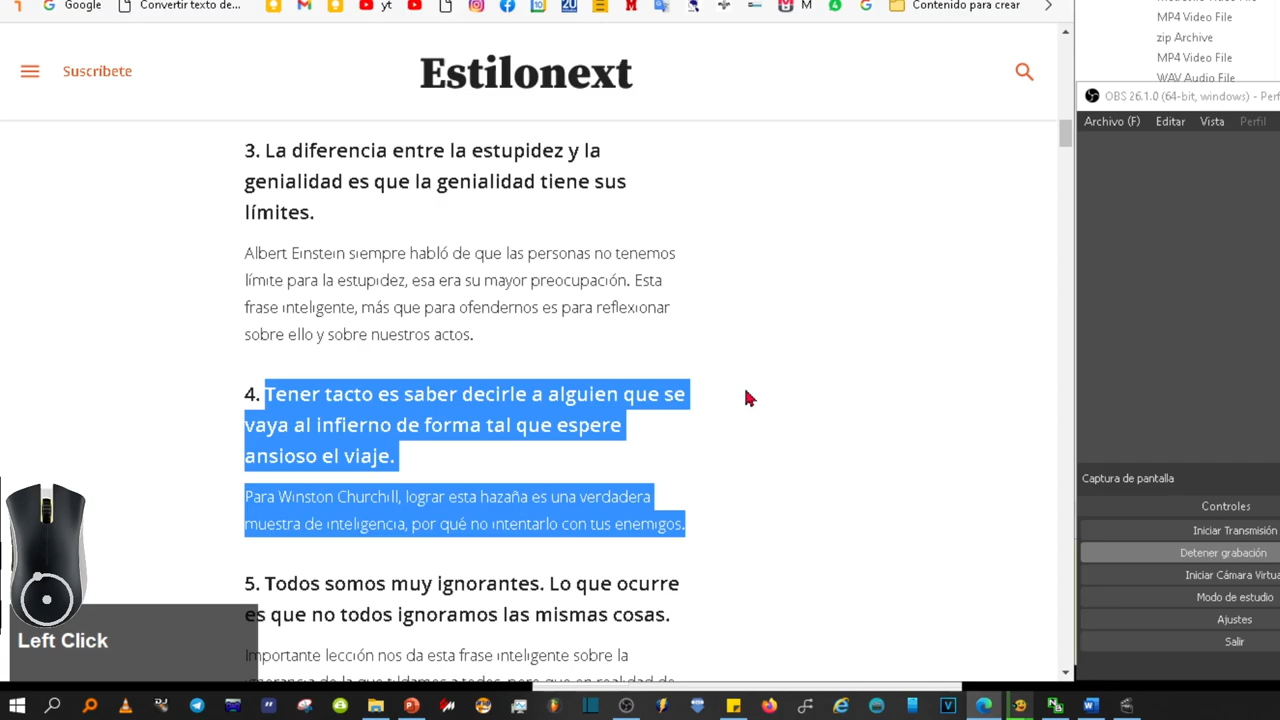 Google
Convertir texto de...
yt
Contenido para crear
MP4 Video File
zip Archive
MP4 Video File
WAV Audio File
Suscríbete
Estilonext
OBS 26.1.0 (64-bit, windows) - Perf
Archivo (F) Editar Vista Perfil
3. La diferencia entre la estupidez y la
genialidad es que la genialidad tiene sus
límites.
Albert Einstein siempre habló de que las personas no tenemos
límite para la estupidez, esa era su mayor preocupación. Esta
frase inteligente, más que para ofendernos es para reflexionar
sobre ello y sobre nuestros actos.
4. Tener tacto es saber decirle a alguien que se
vaya al infierno de forma tal que espere
ansioso el viaje.
Para Winston Churchill, lograr esta hazaña es una verdadera
muestra de inteligencia, por qué no intentarlo con tus enemigos.
5. Todos somos muy ignorantes. Lo que ocurre
es que no todos ignoramos las mismas cosas.
Importante lección nos da esta frase inteligente sobre la
Captura de pantalla
Controles
Iniciar Transmisión
Detener grabación
Iniciar Cámara Virtua
Modo de estudio
Ajustes
Salir
Left Click